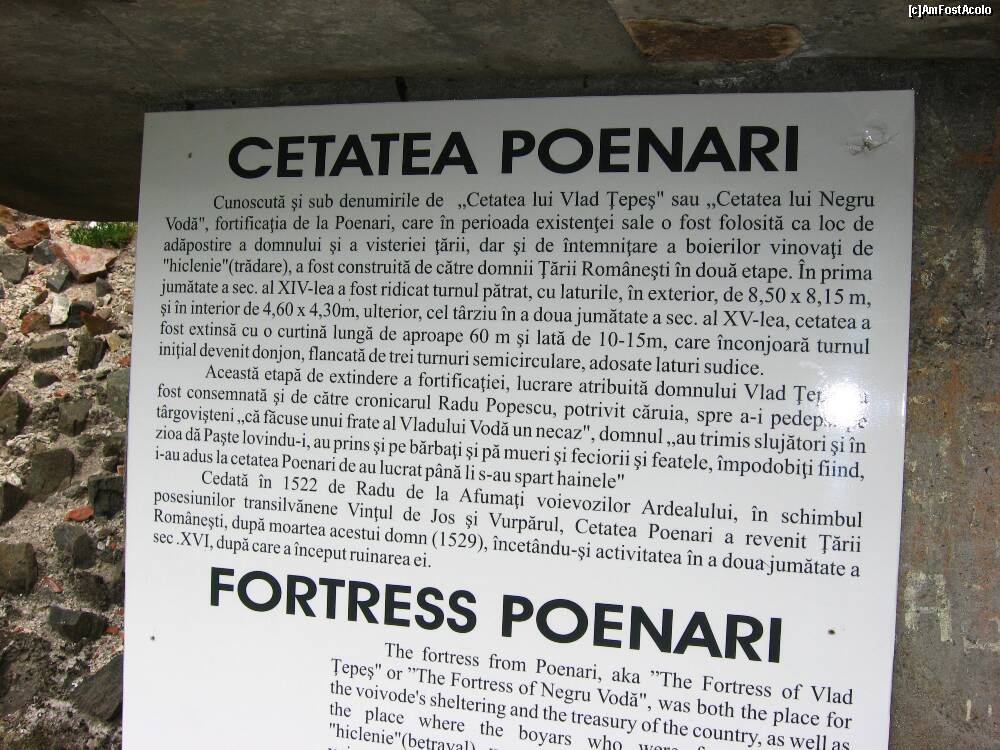 [c]AmFostAcolo
CETATEA POENARI
Cunoscută şi sub denumirile de ,,Cetatea lui Vlad Ţepeş" sau ,,Cetatea lui Negru
Vodă", fortificaţia de la Poenari, care în perioada existenţei sale o fost folosită ca loc de
adăpostire a domnului şi a visteriei ţării, dar şi de întemniţare a boierilor vinovaţi de
"hiclenie"(trădare), a fost construită de către domnii Ţării Româneşti în două etape. În prima
jumătate a sec. al XIV-lea a fost ridicat turnul pătrat, cu laturile, în exterior, de 8,50 x 8,15 m,
şi în interior de 4,60 x 4,30m, ulterior, cel târziu în a doua jumătate a sec. al XV-lea, cetatea a
fost extinsă cu o curtină lungă de aproape 60 m şi lată de 10-15m, care înconjoară turnul
iniţial devenit donjon, flancată de trei turnuri semicirculare, adosate laturi sudice.
Această etapă de extindere a fortificaţiei, lucrare atribuită domnului Vlad
fost consemnată şi de către cronicarul Radu Popescu, potrivit căruia, spre a-i
târgovişteni „că făcuse unui frate al Vladului Vodă un necaz", domnul ,,au trimis slujători şi în
zioa dă Paşte lovindu-i, au prins şi pe bărbaţi şi pă mueri şi feciorii şi featele, împodobiţi fiind,
i-au adus la cetatea Poenari de au lucrat până li s-au spart hainele"
Cedată în 1522 de Radu de la Afumaţi voievozilor Ardealului, în schimbul
posesiunilor transilvănene Vinţul de Jos şi Vurpărul, Cetatea Poenari a revenit Ţării
Româneşti, după moartea acestui domn (1529), încetându-şi activitatea în a doua jumătate a
sec .XVI, după care a început ruinarea ei.
FORTRESS POENARI
The fortress from Poenari, aka ”The Fortress of Vlad
Ţepeş" or ”The Fortress of Negru Vodă", was both the place for
the voivode's sheltering and the treasury of the country, as well as
the place where the boyars who were
"hiclenie"(betrayal)